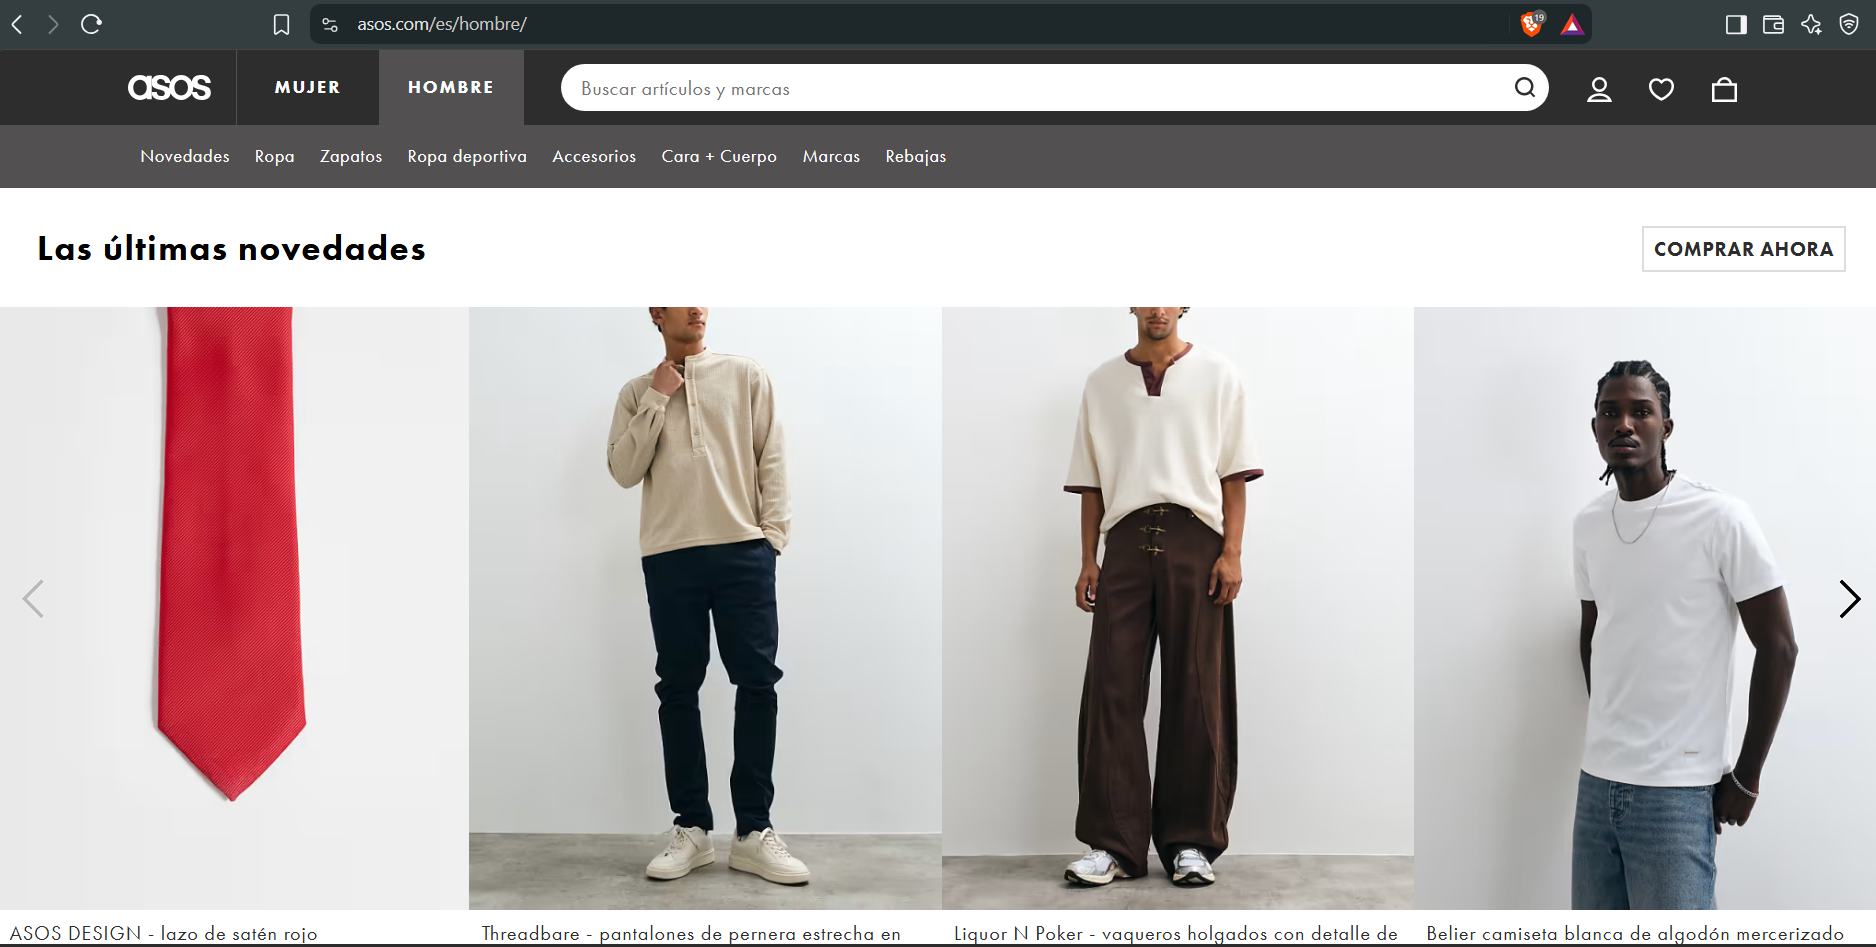 asos.com/es/hombre/
19
asos
MUJER
HOMBRE
Buscar artículos y marcas
Novedades
Ropa
Zapatos
Ropa deportiva
Accesorios
Cara + Cuerpo
Marcas
Rebajas
Las últimas novedades
COMPRAR AHORA
ASOS DESIGN - lazo de satén rojo
Threadbare - pantalones de pernera estrecha en
Liquor N Poker - vaqueros holgados con detalle de
Belier camiseta blanca de algodón mercerizado